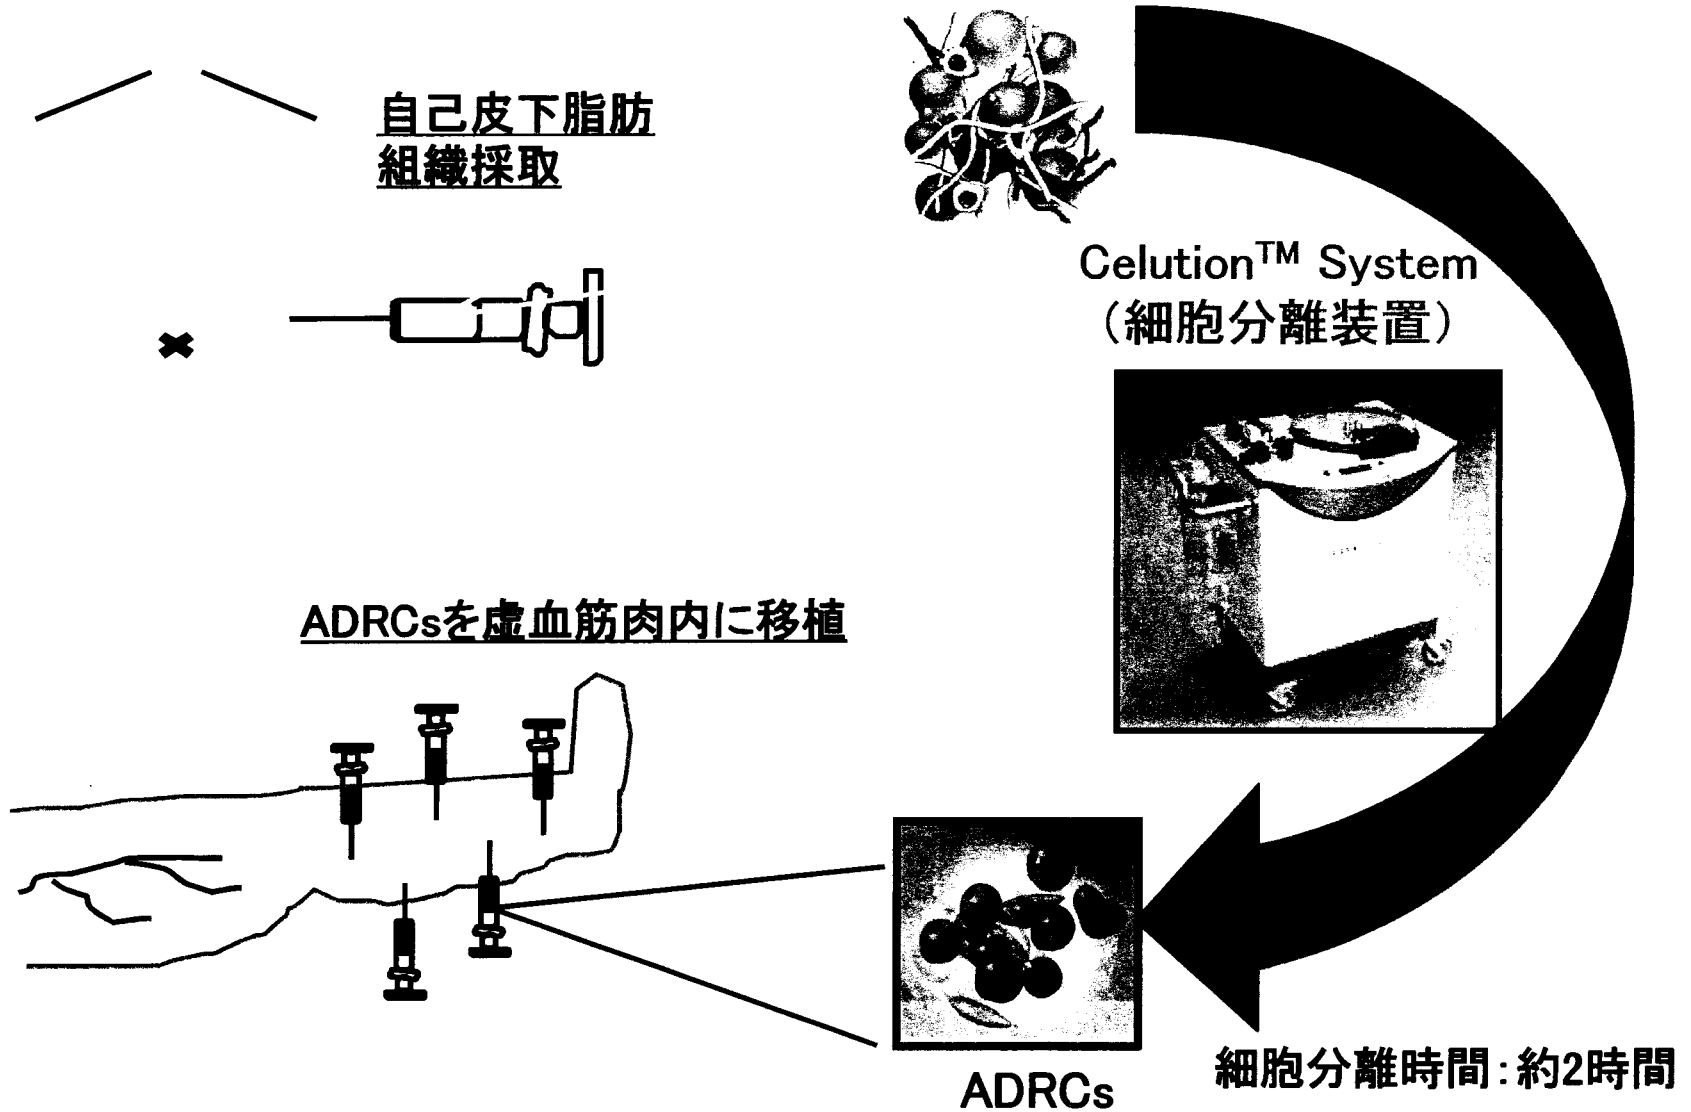 自己皮下脂肪
組織採取
Celution™ System
（細胞分離装置）
ADRCsを虚血筋肉内に移植
ADRCs
細胞分離時間：約2時間